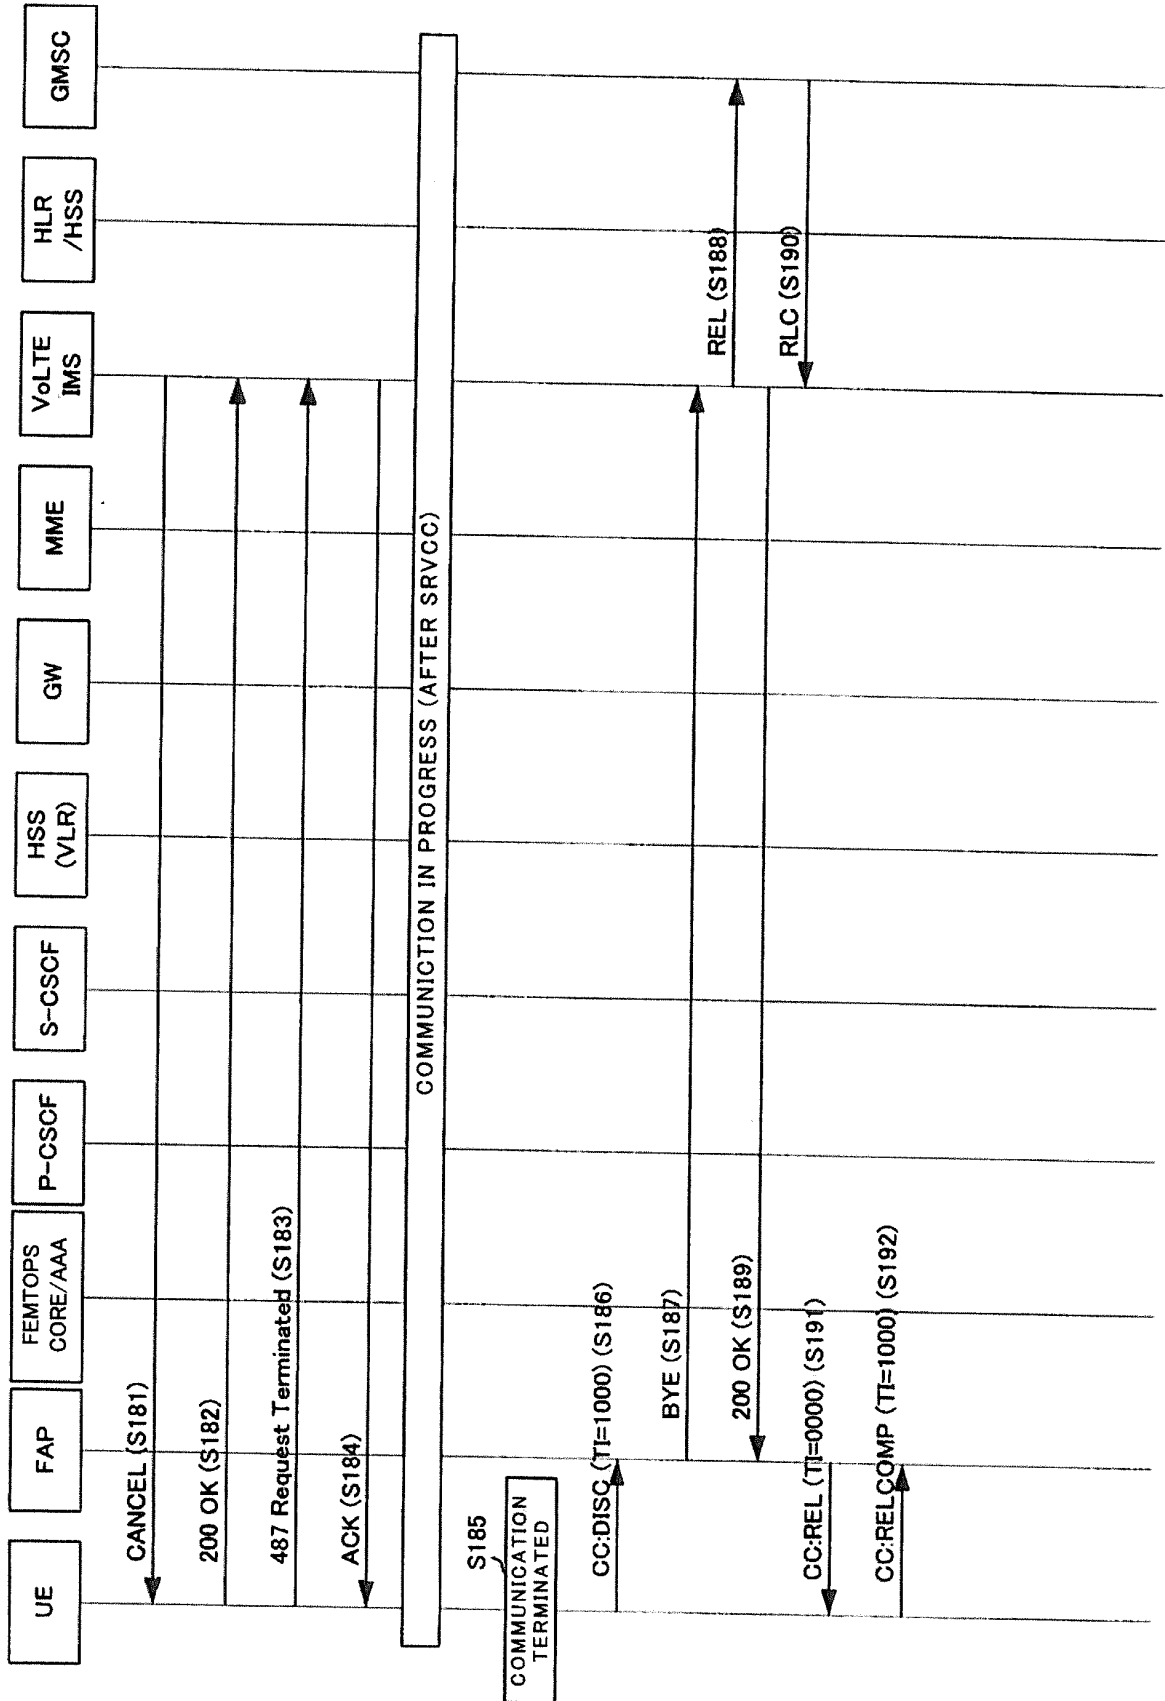 UE
FAP
FEMTOPS
CORE/AAA
P-CSCF
S-CSCF
HSS
(VLR)
GW
MME
VoLTE
IMS
HLR
/HSS
GMSC
CANCEL (S181)
200 OK (S182)
487 Request Terminated (S183)
ACK (S184)
COMMUNICTION IN PROGRESS (AFTER SRVCC)
S185
COMMUNICATION
TERMINATED
CC:DISC (TI=1000) (S186)
BYE (S187)
REL (S188)
200 OK (S189)
RLC (S190)
CC:REL (TI=0000) (S191)
CC:RELCOMP (TI=1000) (S192)